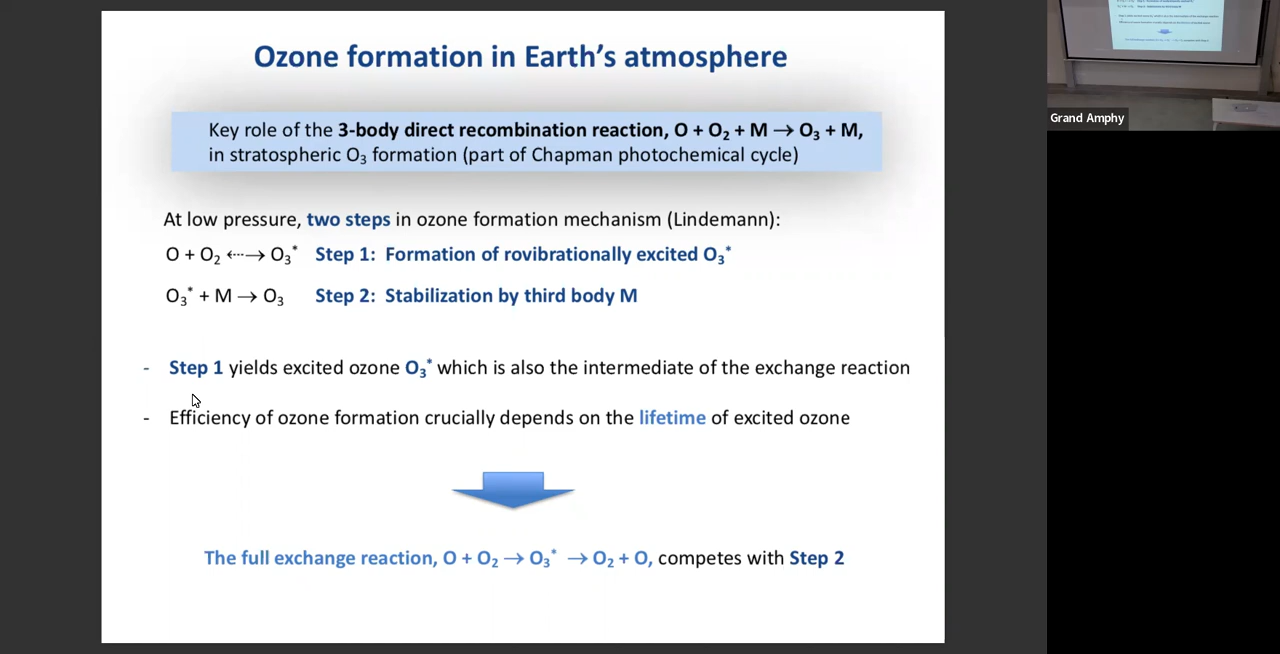 Ozone formation in Earth's atmosphere
Key role of the 3-body direct recombination reaction, O + O₂ + M → O₃ + M,
in stratospheric O₃ formation (part of Chapman photochemical cycle)
At low pressure, two steps in ozone formation mechanism (Lindemann):
O + O₂ ⇠→ O₃* Step 1: Formation of rovibrationally excited O₃*
O₃* + M → O₃ Step 2: Stabilization by third body M
- Step 1 yields excited ozone O₃* which is also the intermediate of the exchange reaction
- Efficiency of ozone formation crucially depends on the lifetime of excited ozone
The full exchange reaction, O + O₂ → O₃* → O₂ + O, competes with Step 2
Grand Amphy